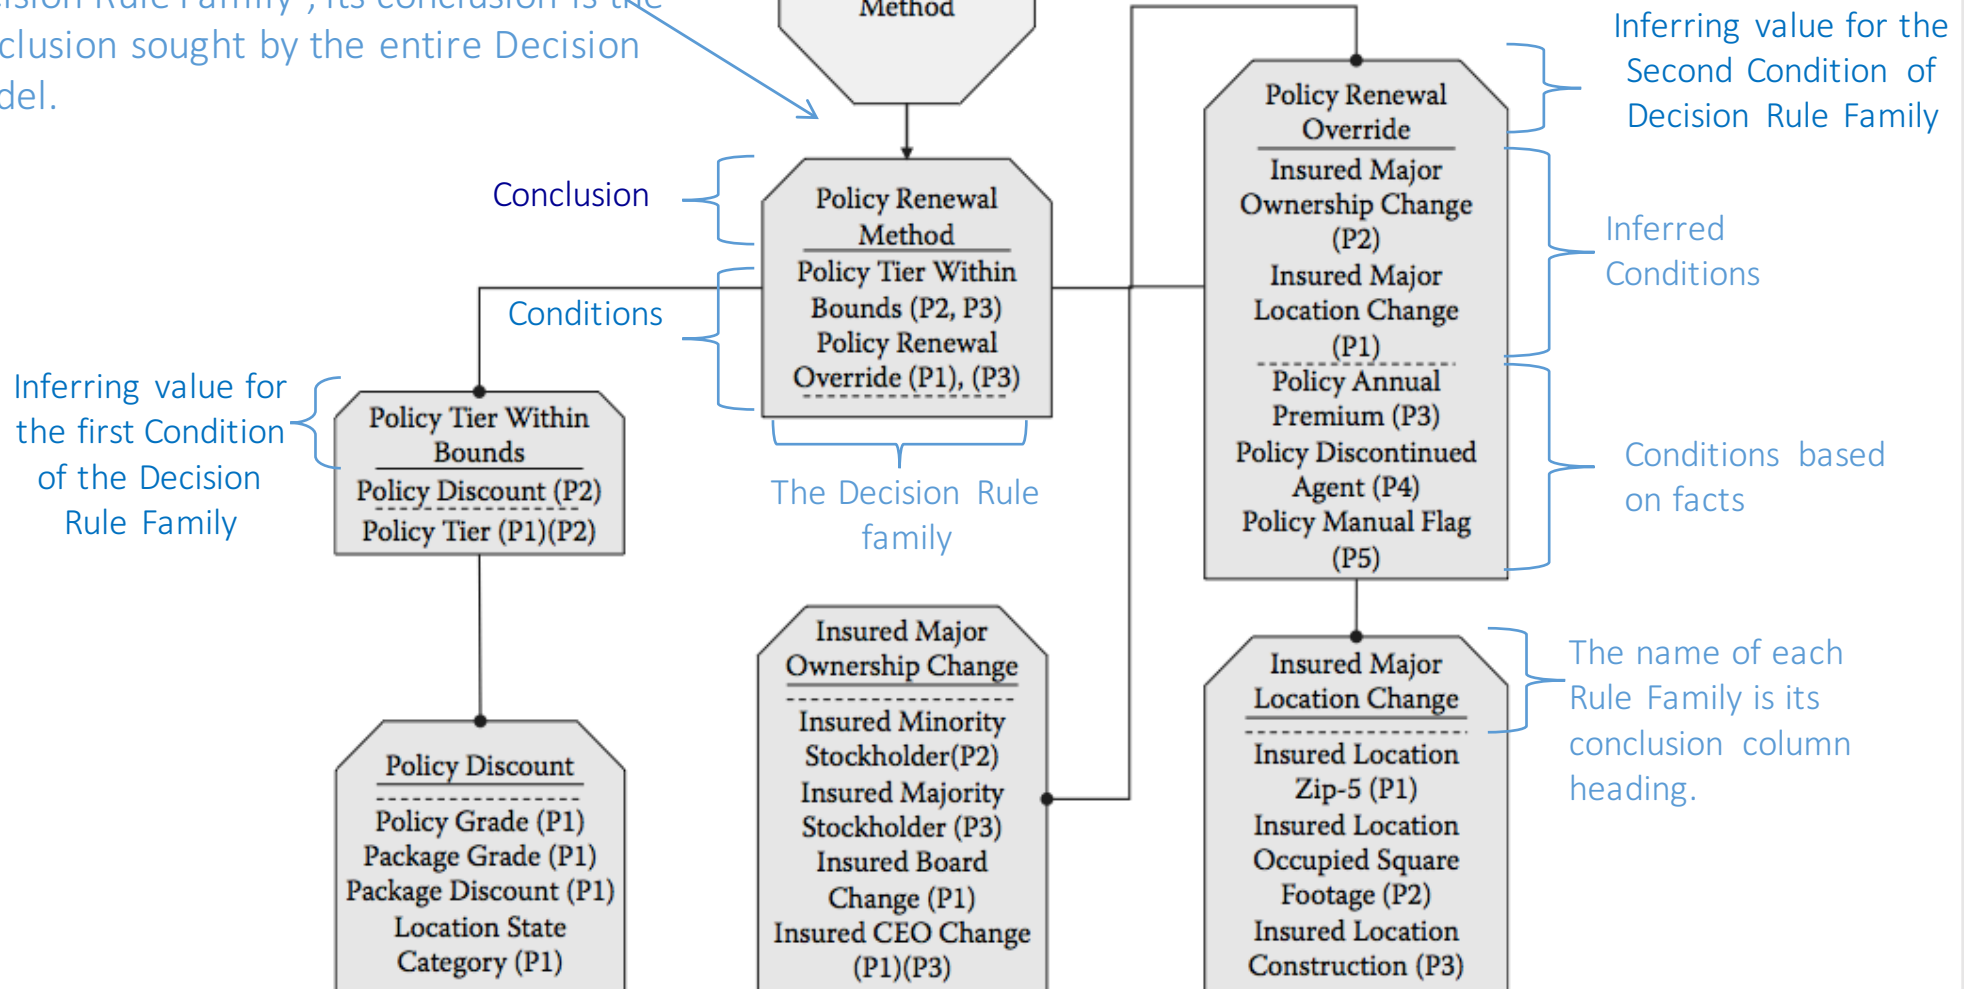 Rule Family , its conclusion is the
sought by the entire Decision
Method
Conclusion
Conditions
Policy Renewal
Method
Policy Tier Within
Bounds (P2, P3)
Policy Renewal
Override (P1), (P3)
The Decision Rule
family
Inferring value for
the first Condition
of the Decision
Rule Family
Policy Tier Within
Bounds
Policy Discount (P2)
Policy Tier (P1)(P2)
Policy Discount
Policy Grade (P1)
Package Grade (P1)
Package Discount (P1)
Location State
Category (P1)
Insured Major
Ownership Change
Insured Minority
Stockholder(P2)
Insured Majority
Stockholder (P3)
Insured Board
Change (P1)
Insured CEO Change
(P1)(P3)
Policy Renewal
Override
Insured Major
Ownership Change
(P2)
Insured Major
Location Change
(P1)
Policy Annual
Premium (P3)
Policy Discontinued
Agent (P4)
Policy Manual Flag
(P5)
Insured Major
Location Change
Insured Location
Zip-5 (P1)
Insured Location
Occupied Square
Footage (P2)
Insured Location
Construction (P3)
Inferring value for the
Second Condition of
Decision Rule Family
Inferred
Conditions
Conditions based
on facts
The name of each
Rule Family is its
conclusion column
heading.